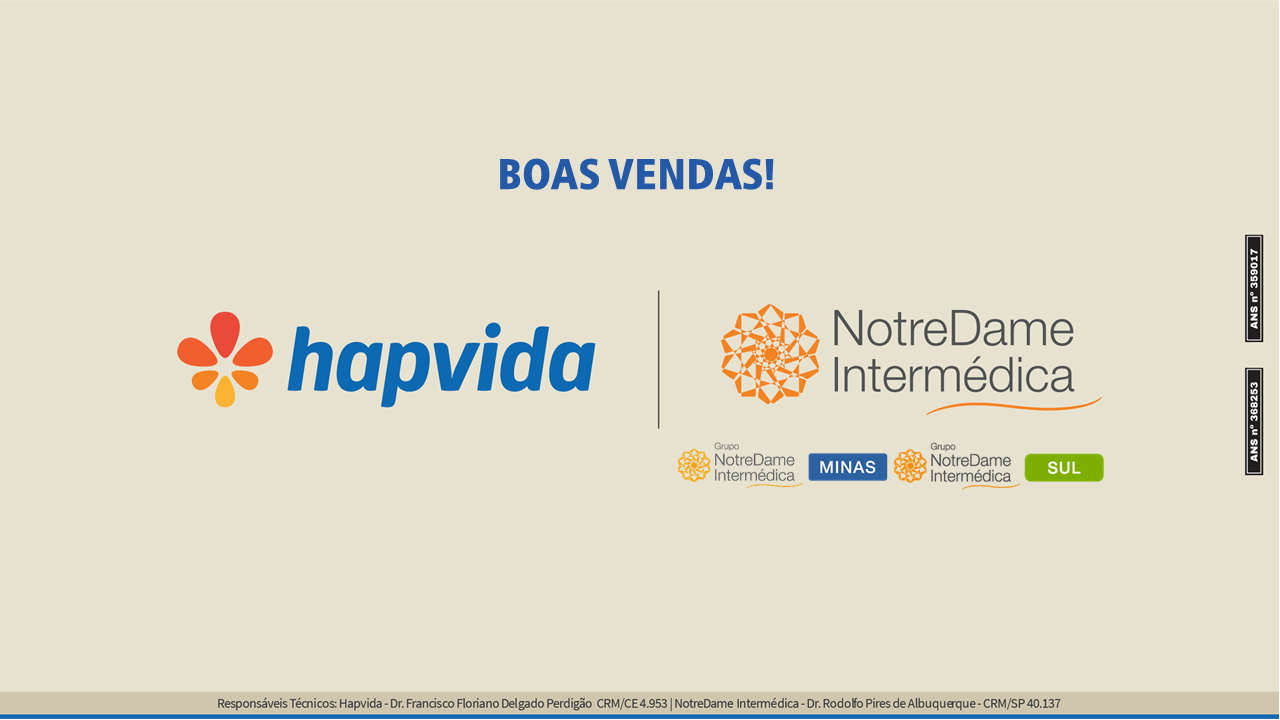 BOAS VENDAS!
hapvida
NotreDame
Intermédica
Grupo
NotreDame
Intermédica
MINAS
Grupo
NotreDame
Intermédica
SUL
ANS nº 359017
ANS nº 368253
Responsáveis Técnicos: Hapvida - Dr. Francisco Floriano Delgado Perdigão CRM/CE 4.953 | NotreDame Intermédica - Dr. Rodolfo Pires de Albuquerque - CRM/SP 40.137